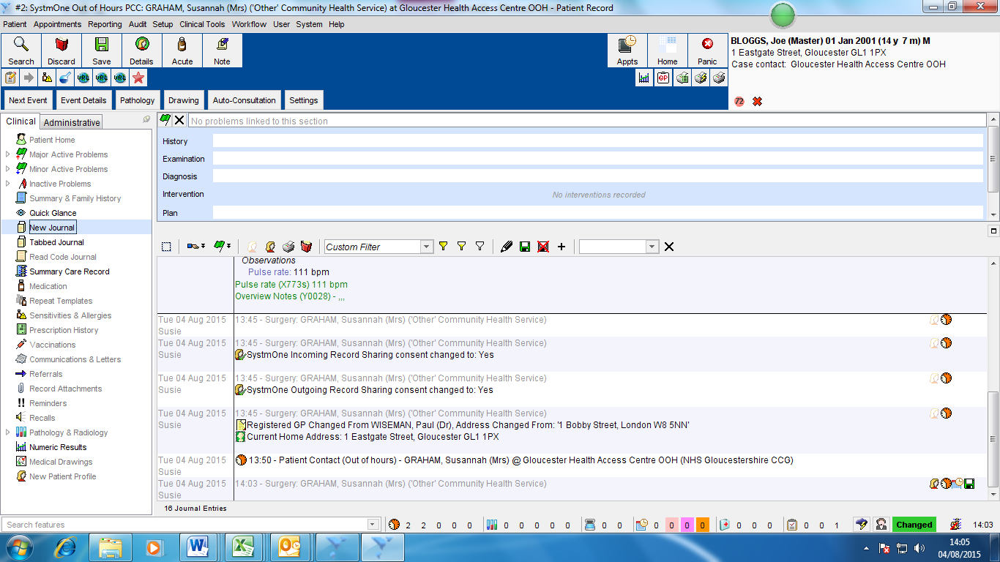 #2: SystmOne Out of Hours PCC: GRAHAM, Susannah (Mrs) ('Other' Community Health Service) at Gloucester Health Access Centre OOH - Patient Record
Patient Appointments Reporting Audit Setup Clinical Tools Workflow User System Help
Search Discard Save Details Acute Note Appts Home Panic
BLOGGS, Joe (Master) 01 Jan 2001 (14 y 7 m) M
1 Eastgate Street, Gloucester GL1 1PX
Case contact: Gloucester Health Access Centre OOH
URL URL URL GP
72
Next Event Event Details Pathology Drawing Auto-Consultation Settings
Clinical Administrative
Patient Home
Major Active Problems
Minor Active Problems
Inactive Problems
Summary & Family History
Quick Glance
New Journal
Tabbed Journal
Read Code Journal
Summary Care Record
Medication
Repeat Templates
Sensitivities & Allergies
Prescription History
Vaccinations
Communications & Letters
Referrals
Record Attachments
Reminders
Recalls
Pathology & Radiology
Numeric Results
Medical Drawings
New Patient Profile
No problems linked to this section
History
Examination
Diagnosis
Intervention No interventions recorded
Plan
Custom Filter
Observations
Pulse rate: 111 bpm
Pulse rate (X773s) 111 bpm
Overview Notes (Y0028) - ,,,
Tue 04 Aug 2015 13:45 - Surgery: GRAHAM, Susannah (Mrs) ('Other' Community Health Service)
Susie
Tue 04 Aug 2015 13:45 - Surgery: GRAHAM, Susannah (Mrs) ('Other' Community Health Service)
Susie SystmOne Incoming Record Sharing consent changed to: Yes
Tue 04 Aug 2015 13:45 - Surgery: GRAHAM, Susannah (Mrs) ('Other' Community Health Service)
Susie SystmOne Outgoing Record Sharing consent changed to: Yes
Tue 04 Aug 2015 13:45 - Surgery: GRAHAM, Susannah (Mrs) ('Other' Community Health Service)
Susie Registered GP Changed From WISEMAN, Paul (Dr), Address Changed From: '1 Bobby Street, London W8 5NN'
Current Home Address: 1 Eastgate Street, Gloucester GL1 1PX
Tue 04 Aug 2015 13:50 - Patient Contact (Out of hours) - GRAHAM, Susannah (Mrs) @ Gloucester Health Access Centre OOH (NHS Gloucestershire CCG)
Susie
Tue 04 Aug 2015 14:03 - Surgery: GRAHAM, Susannah (Mrs) ('Other' Community Health Service)
Susie
16 Journal Entries
Search features 2 2 0 0 0 0 0 0 0 0 0 0 0 0 0 0 0 0 0 0 0 1 Changed 14:03
14:05
04/08/2015